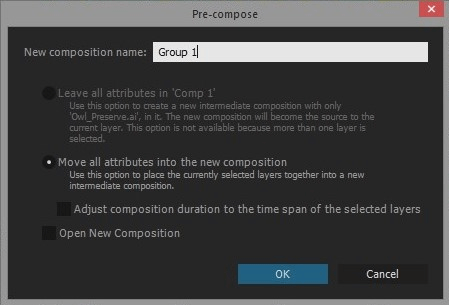 Pre-compose
New composition name: Group 1
Leave all attributes in 'Comp 1'
Use this option to create a new intermediate composition with only
'Owl_Preserve.ai', in it. The new composition will become the source to the
current layer. This option is not available because more than one layer is
selected.
Move all attributes into the new composition
Use this option to place the currently selected layers together into a new
intermediate composition.
Adjust composition duration to the time span of the selected layers
Open New Composition
OK Cancel